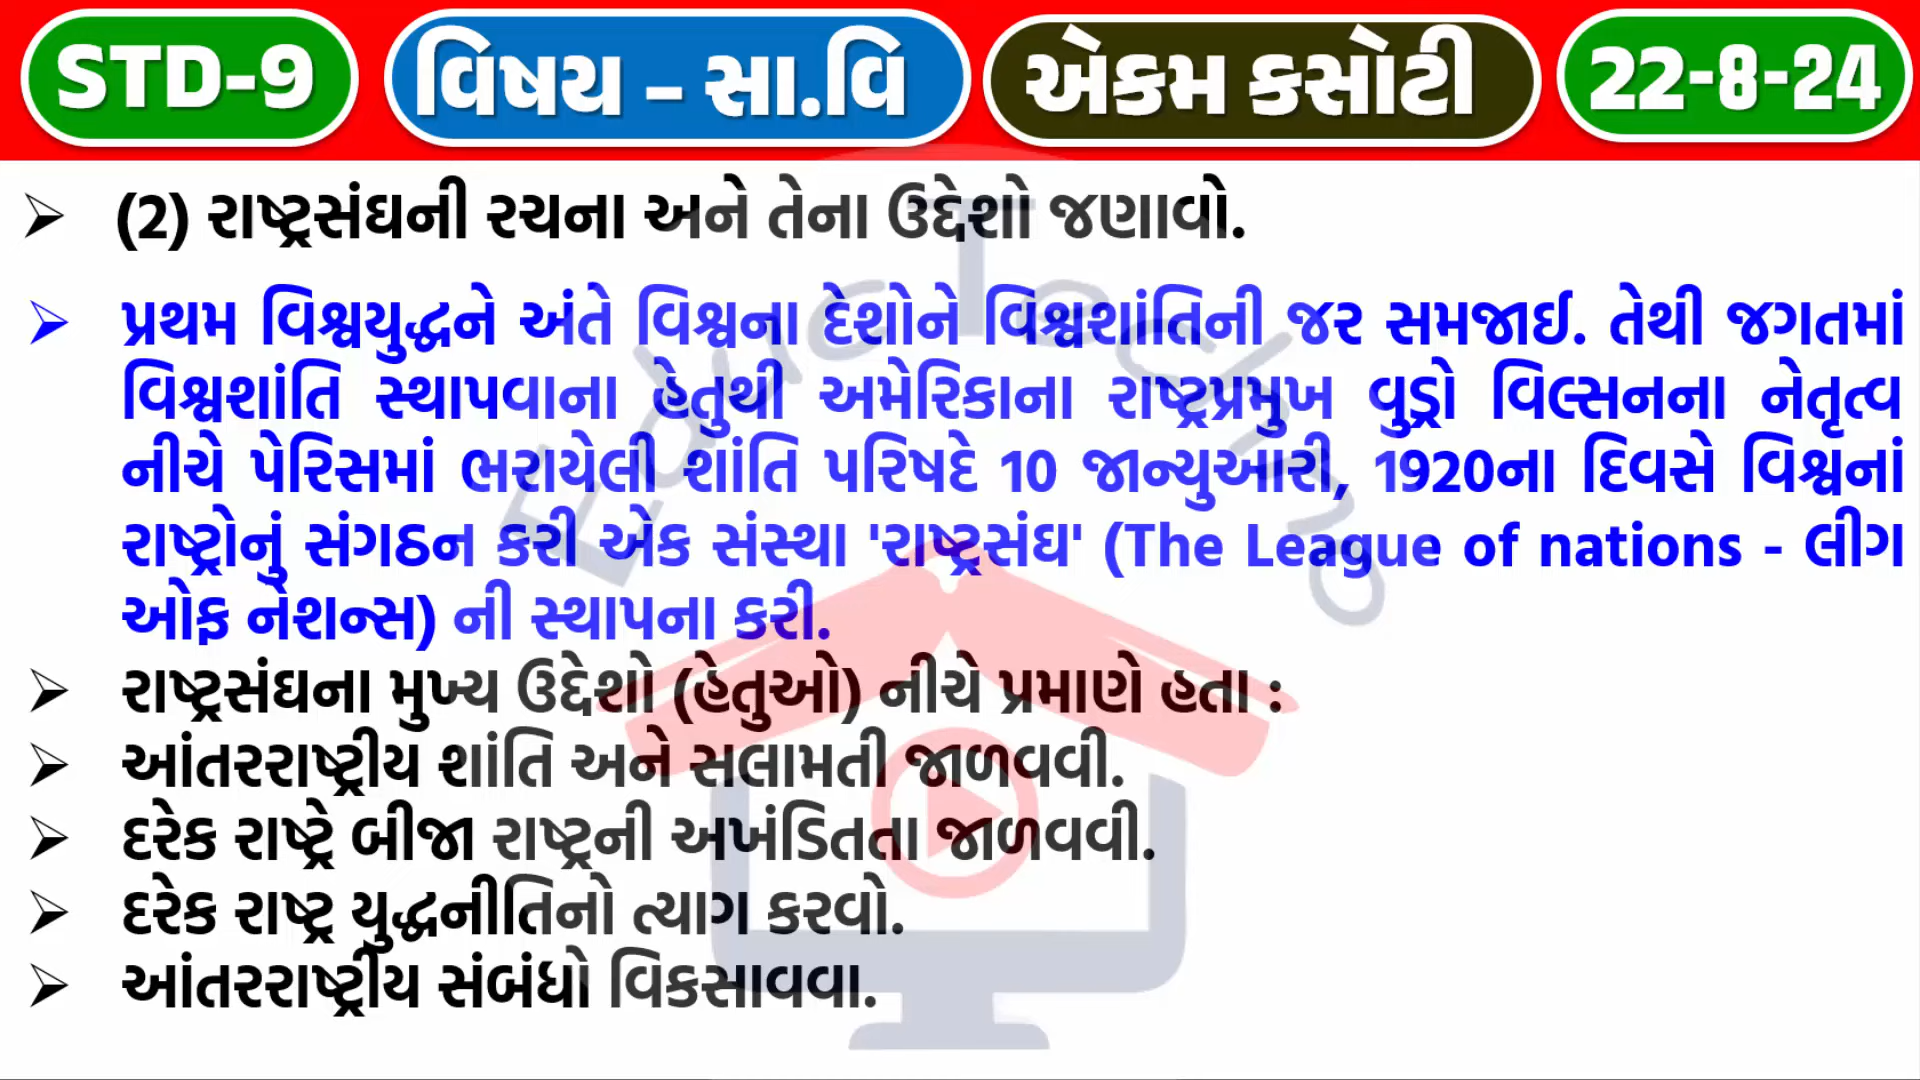 STD-9 વિષય – સા.વિ એકમ કસોટી 22-8-24
➢ (2) રાષ્ટ્રસંઘની રચના અને તેના ઉદ્દેશો જણાવો.
➢ પ્રથમ વિશ્વયુદ્ધને અંતે વિશ્વના દેશોને વિશ્વશાંતિની જર સમજાઈ. તેથી જગતમાં
વિશ્વશાંતિ સ્થાપવાના હેતુથી અમેરિકાના રાષ્ટ્રપ્રમુખ વુડ્રો વિલ્સનના નેતૃત્વ
નીચે પેરિસમાં ભરાયેલી શાંતિ પરિષદે 10 જાન્યુઆરી, 1920ના દિવસે વિશ્વનાં
રાષ્ટ્રોનું સંગઠન કરી એક સંસ્થા 'રાષ્ટ્રસંઘ' (The League of nations - લીગ
ઓફ નેશન્સ) ની સ્થાપના કરી.
➢ રાષ્ટ્રસંઘના મુખ્ય ઉદ્દેશો (હેતુઓ) નીચે પ્રમાણે હતા :
➢ આંતરરાષ્ટ્રીય શાંતિ અને સલામતી જાળવવી.
➢ દરેક રાષ્ટ્રે બીજા રાષ્ટ્રની અખંડિતતા જાળવવી.
➢ દરેક રાષ્ટ્ર યુદ્ધનીતિનો ત્યાગ કરવો.
➢ આંતરરાષ્ટ્રીય સંબંધો વિકસાવવા.
Educ Techno